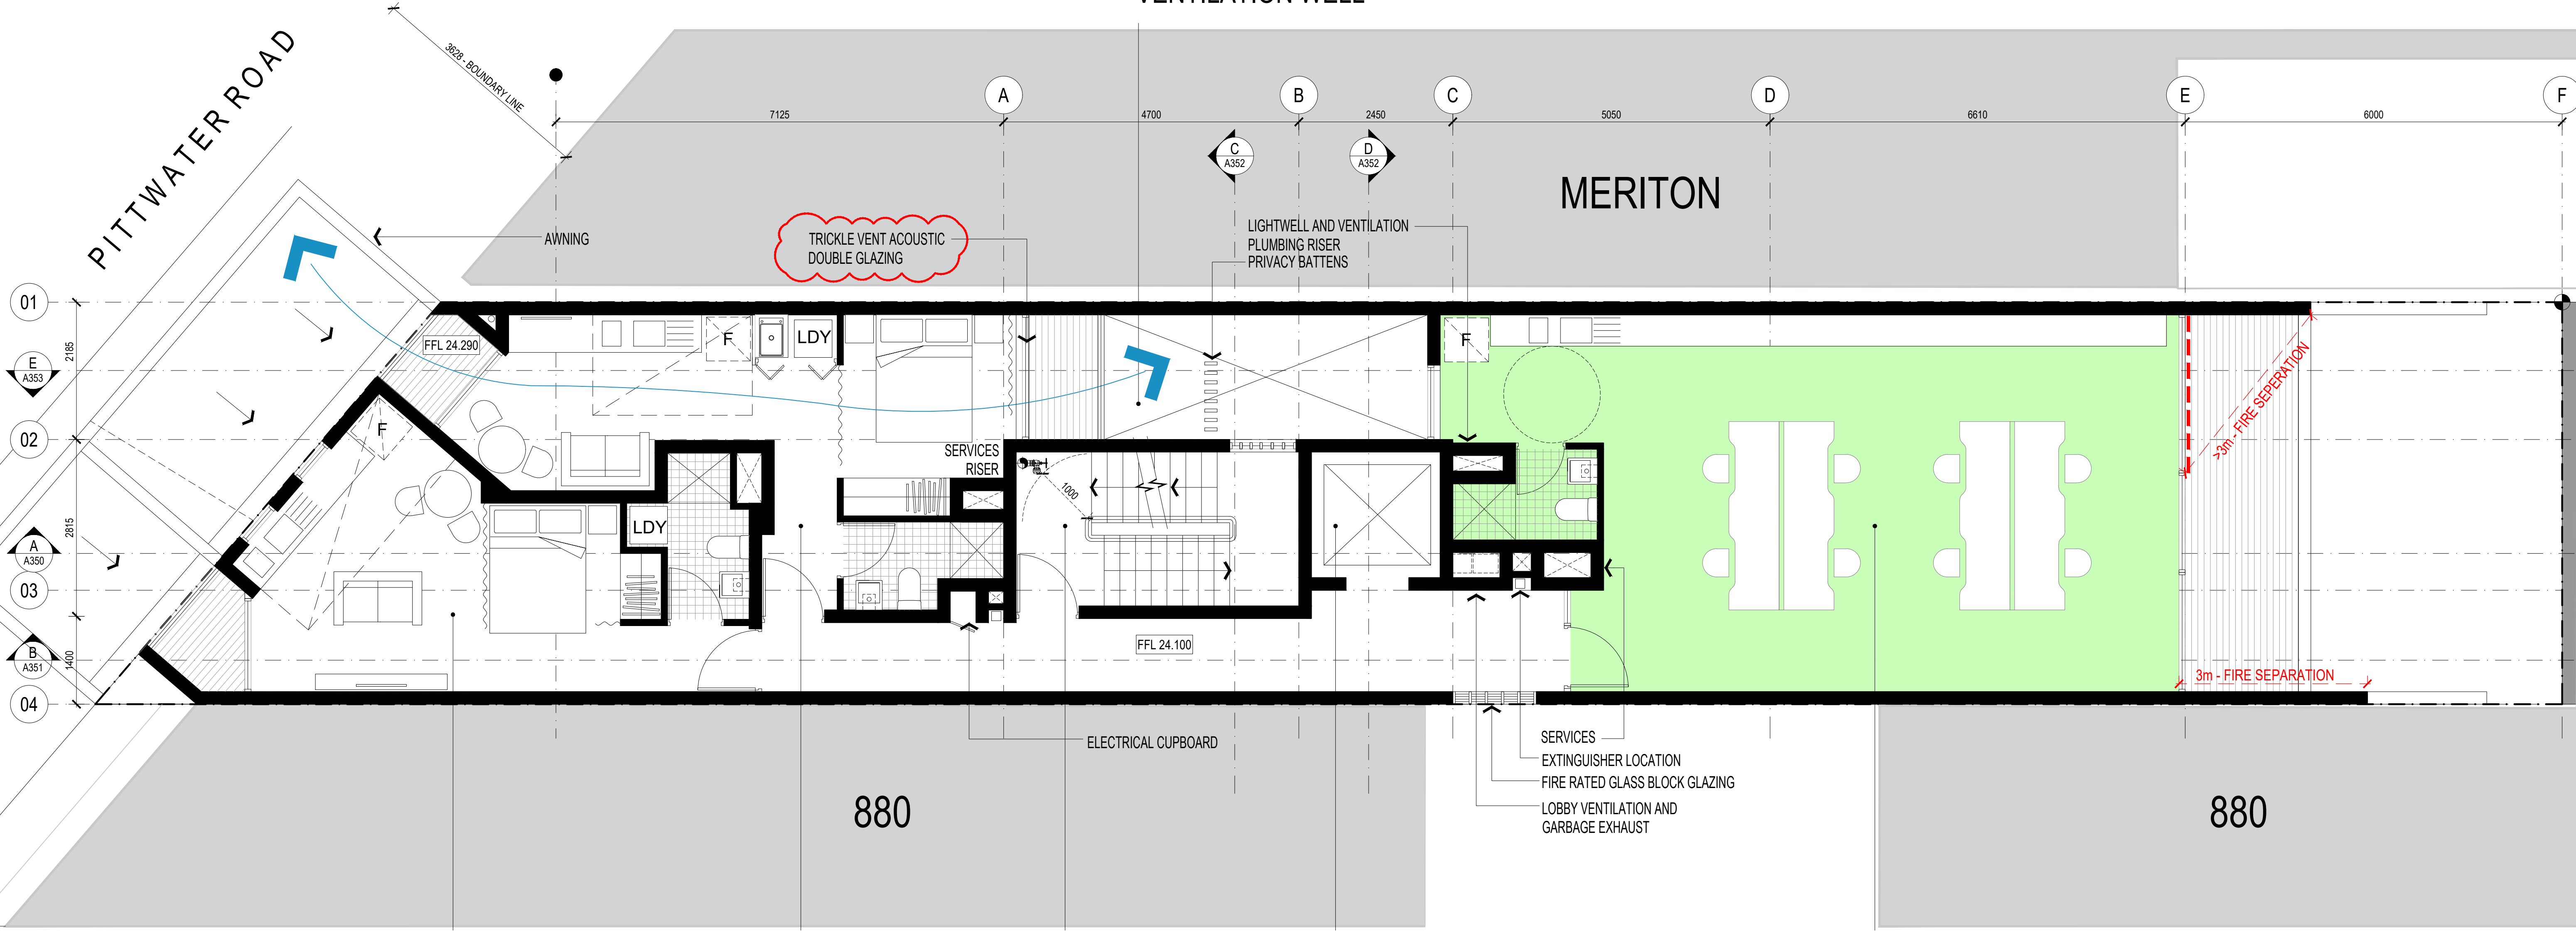 VENTILATION WELL
PITTWATER ROAD
3628 - BOUNDARY LINE
A
B
C
D
E
F
7125
4700
2450
5050
6610
6000
C
A352
D
A352
MERITON
AWNING
TRICKLE VENT ACOUSTIC
DOUBLE GLAZING
LIGHTWELL AND VENTILATION
PLUMBING RISER
PRIVACY BATTENS
01
2185
E
A353
02
2815
A
A350
03
B
A351
1400
04
FFL 24.290
F
LDY
F
F
SERVICES
RISER
1000
LDY
FFL 24.100
>3m - FIRE SEPERATION
3m - FIRE SEPARATION
ELECTRICAL CUPBOARD
SERVICES
EXTINGUISHER LOCATION
FIRE RATED GLASS BLOCK GLAZING
LOBBY VENTILATION AND
GARBAGE EXHAUST
880
880